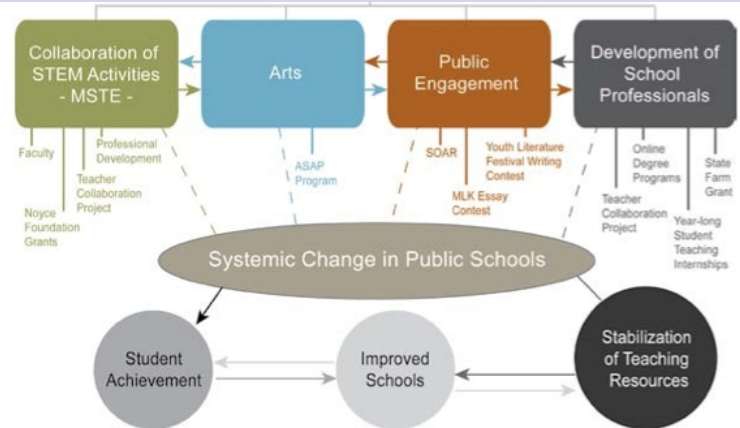 Collaboration of
STEM Activities
- MSTE -
Arts
Public
Engagement
Development of
School
Professionals
Faculty
Noyce
Foundation
Grants
Teacher
Collaboration
Project
Professional
Development
ASAP
Program
SOAR
MLK Essay
Contest
Youth Literature
Festival Writing
Contest
Teacher
Collaboration
Project
Online
Degree
Programs
Year-long
Student
Teaching
Internships
State
Farm
Grant
Systemic Change in Public Schools
Student
Achievement
Improved
Schools
Stabilization
of Teaching
Resources